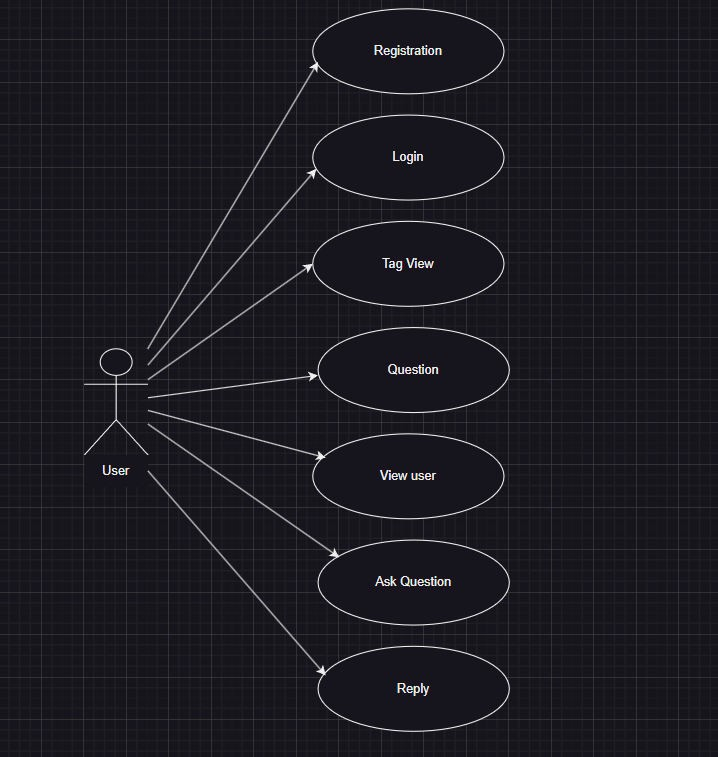 Registration
Login
Tag View
Question
View user
User
Ask Question
Reply